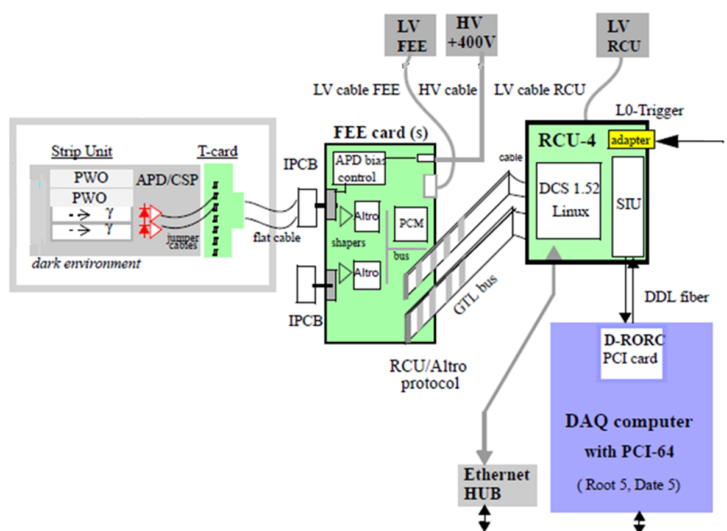 LV
FEE
HV
+400V
LV
RCU
LV cable FEE
HV cable
LV cable RCU
L0-Trigger
FEE card (s)
RCU-4
adapter
Strip Unit
T-card
IPCB
APD bias
control
cable
PWO
APD/CSP
PWO
DCS 1.52
Linux
SIU
γ
γ
Altro
PCM
jumper
cables
flat cable
shapers
bus
dark environment
Altro
GTL bus
DDL fiber
IPCB
RCU/Altro
protocol
D-RORC
PCI card
DAQ computer
with PCI-64
( Root 5, Date 5)
Ethernet
HUB